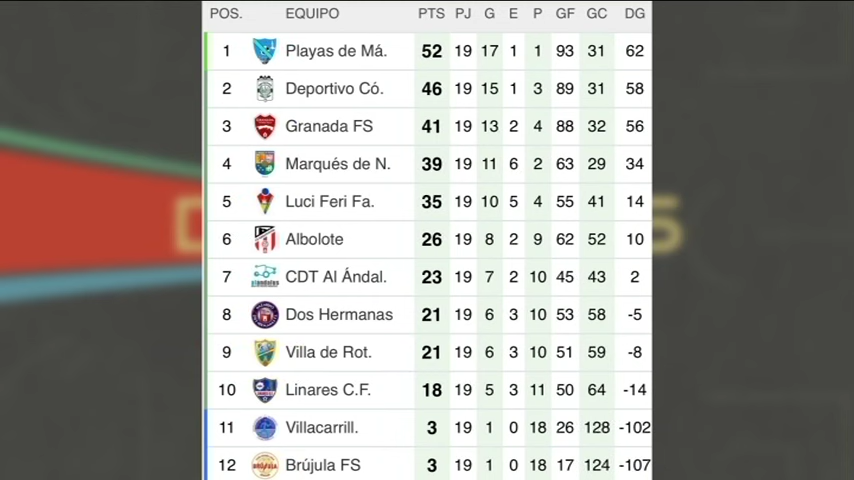 POS. EQUIPO PTS PJ G E P GF GC DG
1 Playas de Má. 52 19 17 1 1 93 31 62
2 Deportivo Có. 46 19 15 1 3 89 31 58
3 Granada FS 41 19 13 2 4 88 32 56
4 Marqués de N. 39 19 11 6 2 63 29 34
5 Luci Feri Fa. 35 19 10 5 4 55 41 14
6 Albolote 26 19 8 2 9 62 52 10
7 CDT Al Ándal. 23 19 7 2 10 45 43 2
8 Dos Hermanas 21 19 6 3 10 53 58 -5
9 Villa de Rot. 21 19 6 3 10 51 59 -8
10 Linares C.F. 18 19 5 3 11 50 64 -14
11 Villacarrill. 3 19 1 0 18 26 128 -102
12 Brújula FS 3 19 1 0 18 17 124 -107